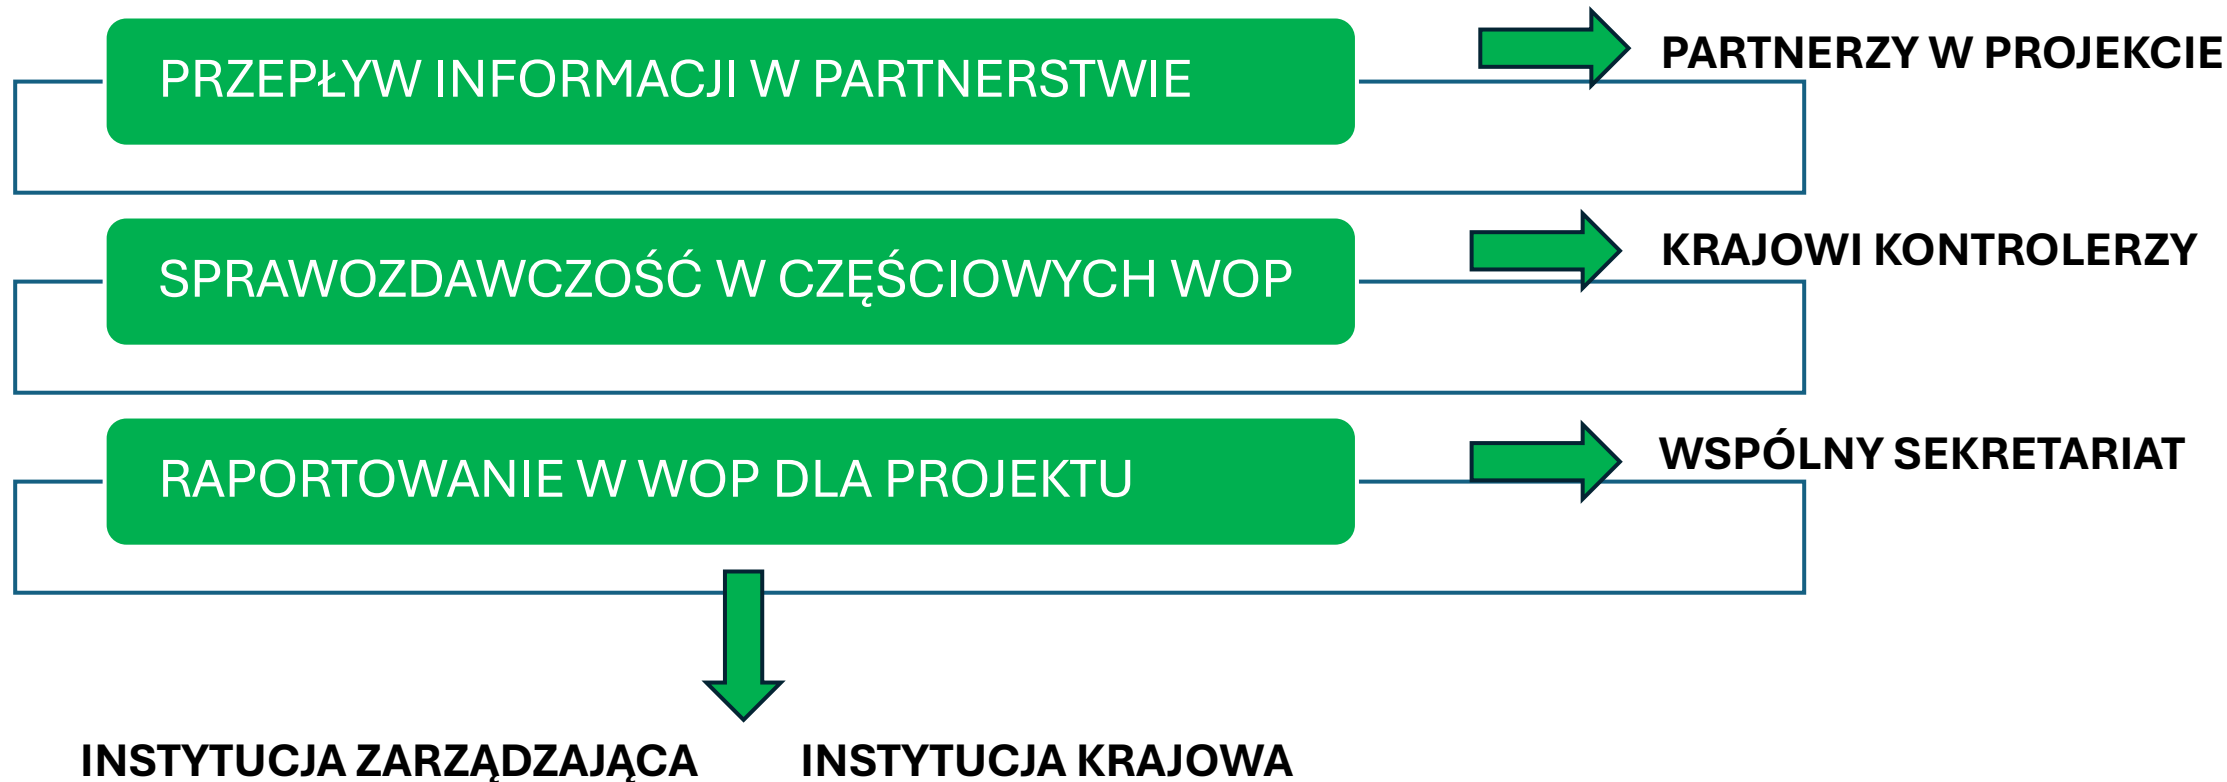 PRZEPŁYW INFORMACJI W PARTNERSTWIE
PARTNERZY W PROJEKCIE
SPRAWOZDAWCZOŚĆ W CZĘŚCIOWYCH WOP
KRAJOWI KONTROLERZY
RAPORTOWANIE W WOP DLA PROJEKTU
WSPÓLNY SEKRETARIAT
INSTYTUCJA ZARZĄDZAJĄCA
INSTYTUCJA KRAJOWA